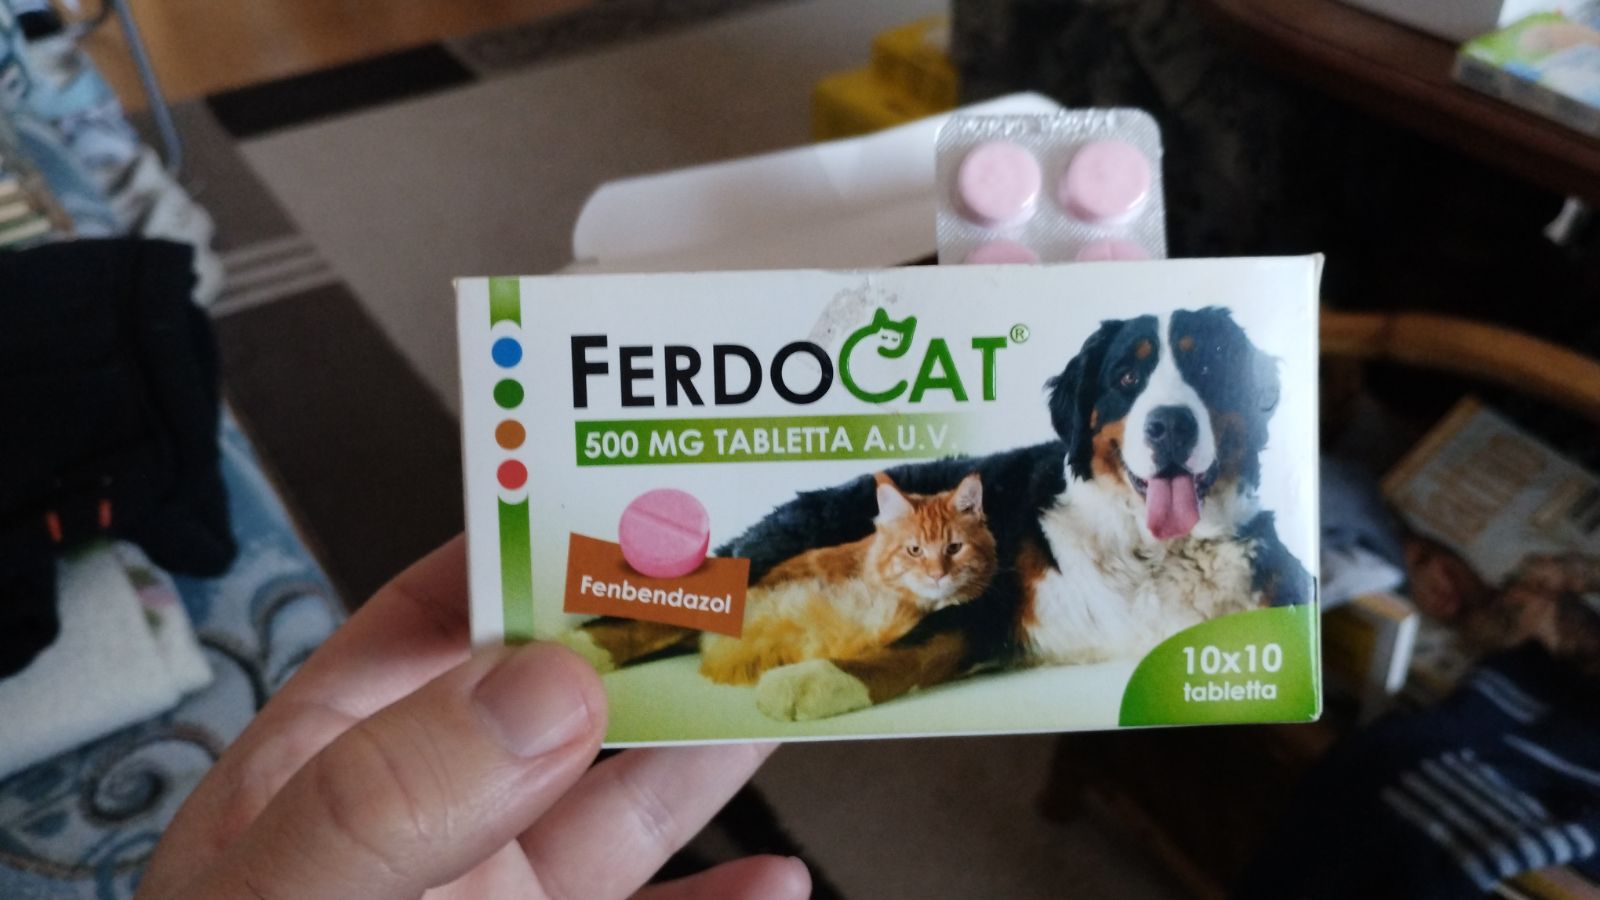 FERDOCAT®
500 MG TABLETTA A.U.V.
Fenbendazol
10x10
tabletta